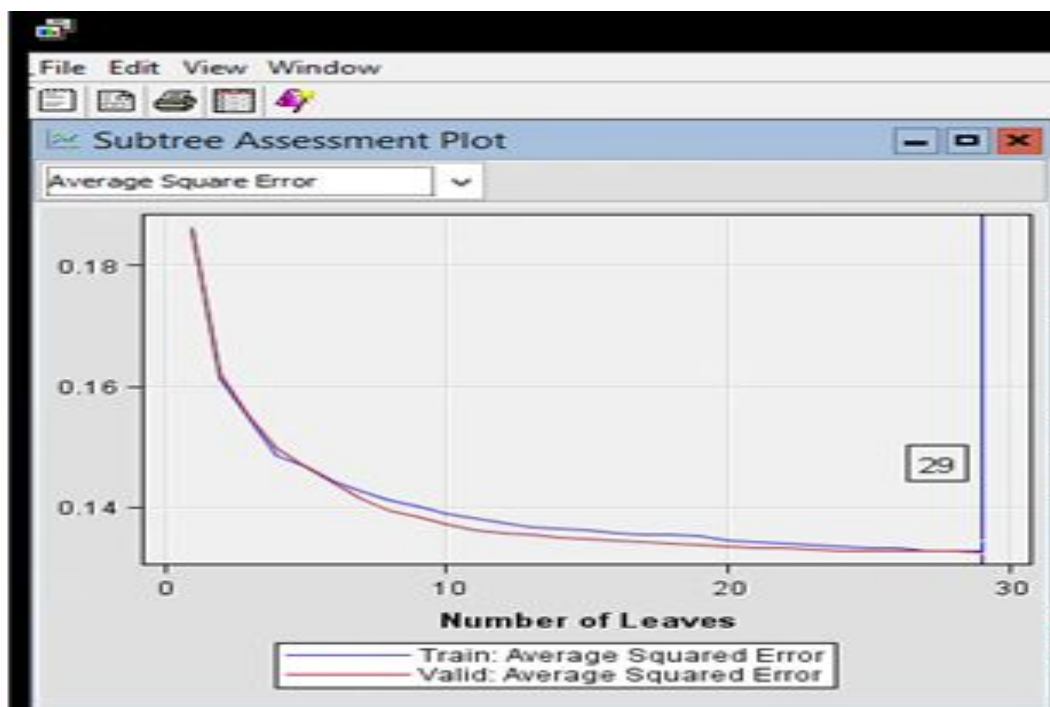 File Edit View Window
Subtree Assessment Plot
Average Square Error
0.18
0.16
0.14
29
0 10 20 30
Number of Leaves
Train: Average Squared Error
Valid: Average Squared Error